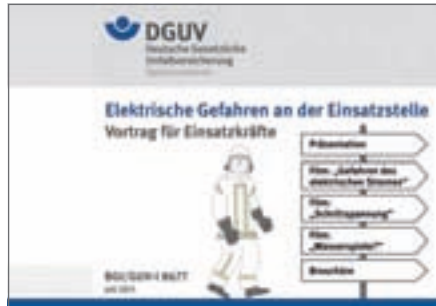 DGUV
Deutsche Gesetzliche
Unfallversicherung
Elektrische Gefahren an der Einsatzstelle
Vortrag für Einsatzkräfte
Präsentation
Film: „Gefahren des
elektrischen Stromes“
Film:
„Schrittspannung“
Film:
„Wasserspiele!“
Broschüre
BGI/GUV-I 8677